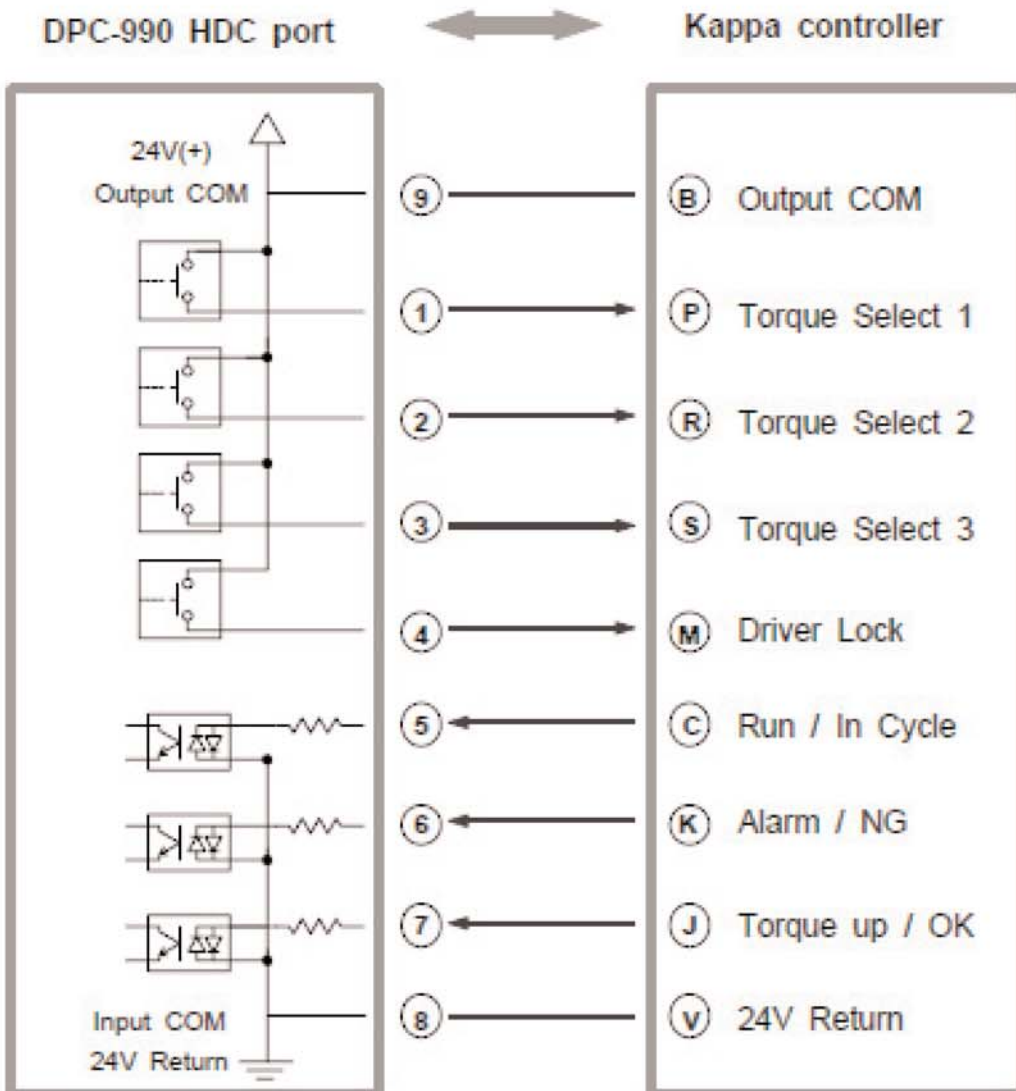 DPC-990 HDC port
Kappa controller
24V(+)
Output COM
9
B Output COM
1
P Torque Select 1
2
R Torque Select 2
3
S Torque Select 3
4
M Driver Lock
5
C Run / In Cycle
6
K Alarm / NG
7
J Torque up / OK
Input COM
8
V 24V Return
24V Return